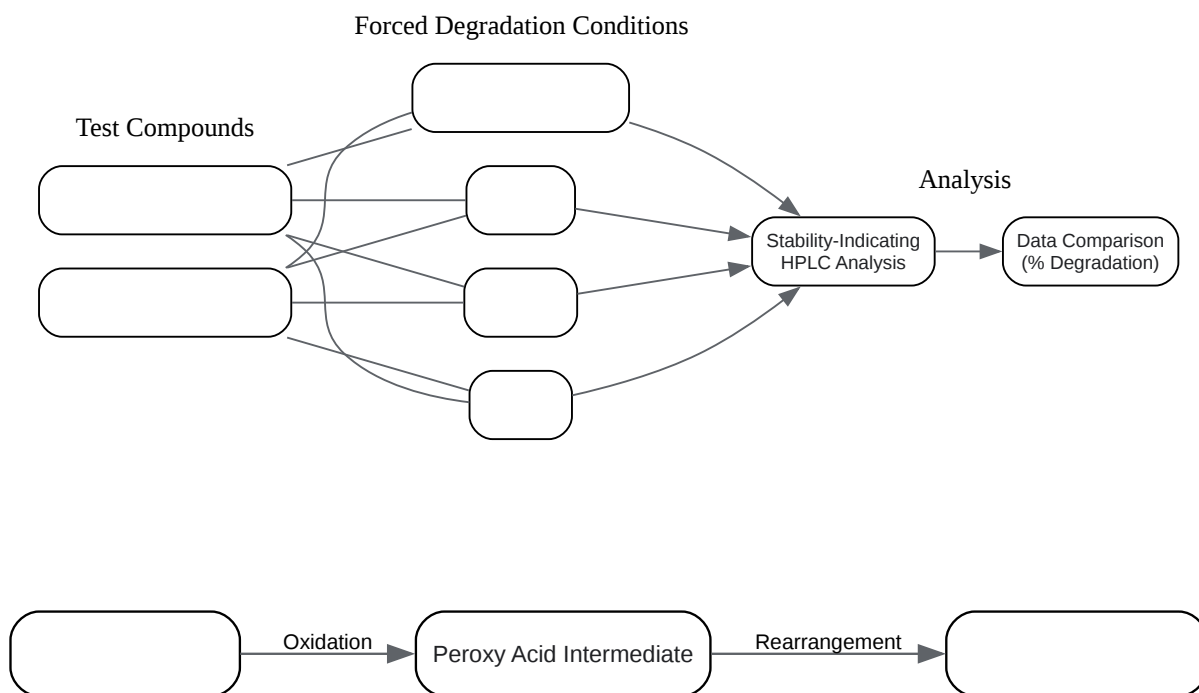 Forced Degradation Conditions
Test Compounds
Analysis
Stability-Indicating
HPLC Analysis
Data Comparison
(% Degradation)
Oxidation
Peroxy Acid Intermediate
Rearrangement